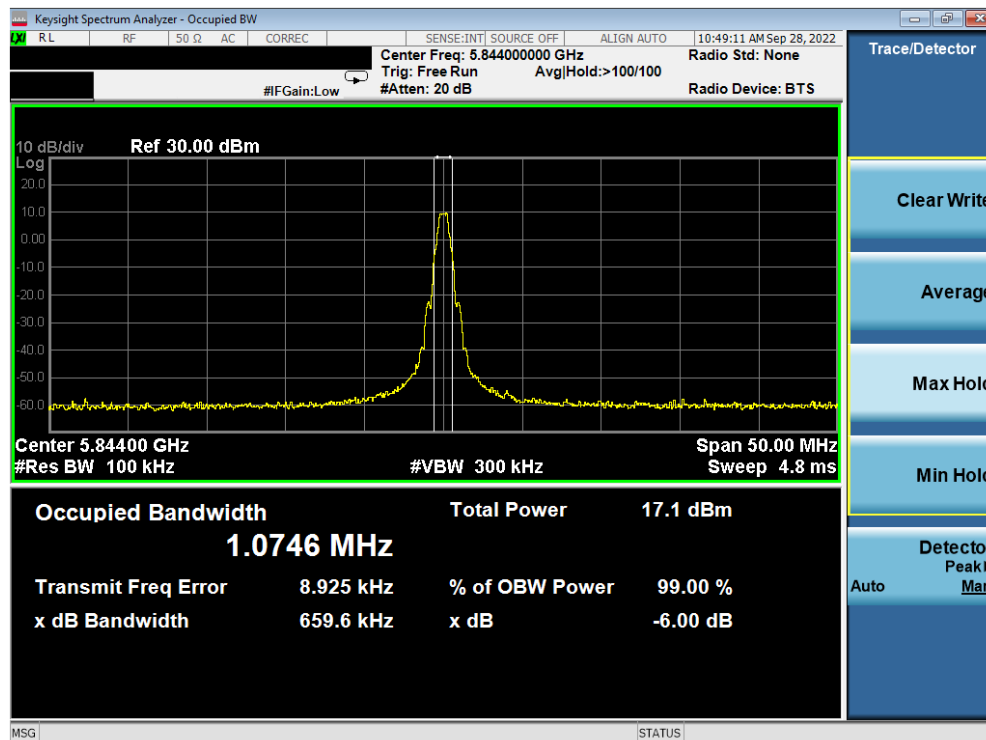 Keysight Spectrum Analyzer - Occupied BW
LXI RL RF 50 Ω AC CORREC SENSE:INT SOURCE OFF ALIGN AUTO 10:49:11 AM Sep 28, 2022
Center Freq: 5.844000000 GHz Radio Std: None
Trig: Free Run Avg|Hold:>100/100
#IFGain:Low #Atten: 20 dB Radio Device: BTS
Trace/Detector
10 dB/div Ref 30.00 dBm
Log
20.0
10.0
0.00
-10.0
-20.0
-30.0
-40.0
-50.0
-60.0
Center 5.84400 GHz Span 50.00 MHz
#Res BW 100 kHz #VBW 300 kHz Sweep 4.8 ms
Occupied Bandwidth Total Power 17.1 dBm
1.0746 MHz
Transmit Freq Error 8.925 kHz % of OBW Power 99.00 %
x dB Bandwidth 659.6 kHz x dB -6.00 dB
Clear Write
Average
Max Hold
Min Hold
Detecto
Peak
Auto Man
MSG STATUS